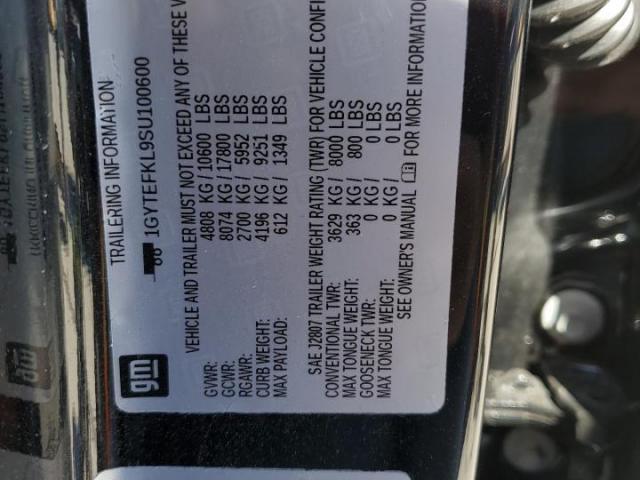 TRAILERING INFORMATION
1GYTEFKL9SU100600
VEHICLE AND TRAILER MUST NOT EXCEED ANY OF THESE V
GVWR: 4808 KG/10600 LBS
GCWR: 8074 KG/17800 LBS
RGAWR: 2700 KG/ 5952 LBS
CURB WEIGHT: 4196 KG/ 9251 LBS
MAX PAYLOAD: 612 KG/ 1349 LBS
SAE J2807 TRAILER WEIGHT RATING (TWR) FOR VEHICLE CONFI
CONVENTIONAL TWR: 3629 KG/ 8000 LBS
MAX TONGUE WEIGHT: 363 KG/ 800 LBS
GOOSENECK TWR: 0 KG/ 0 LBS
MAX TONGUE WEIGHT: 0 KG/ 0 LBS
SEE OWNER'S MANUAL FOR MORE INFORMATION
gm